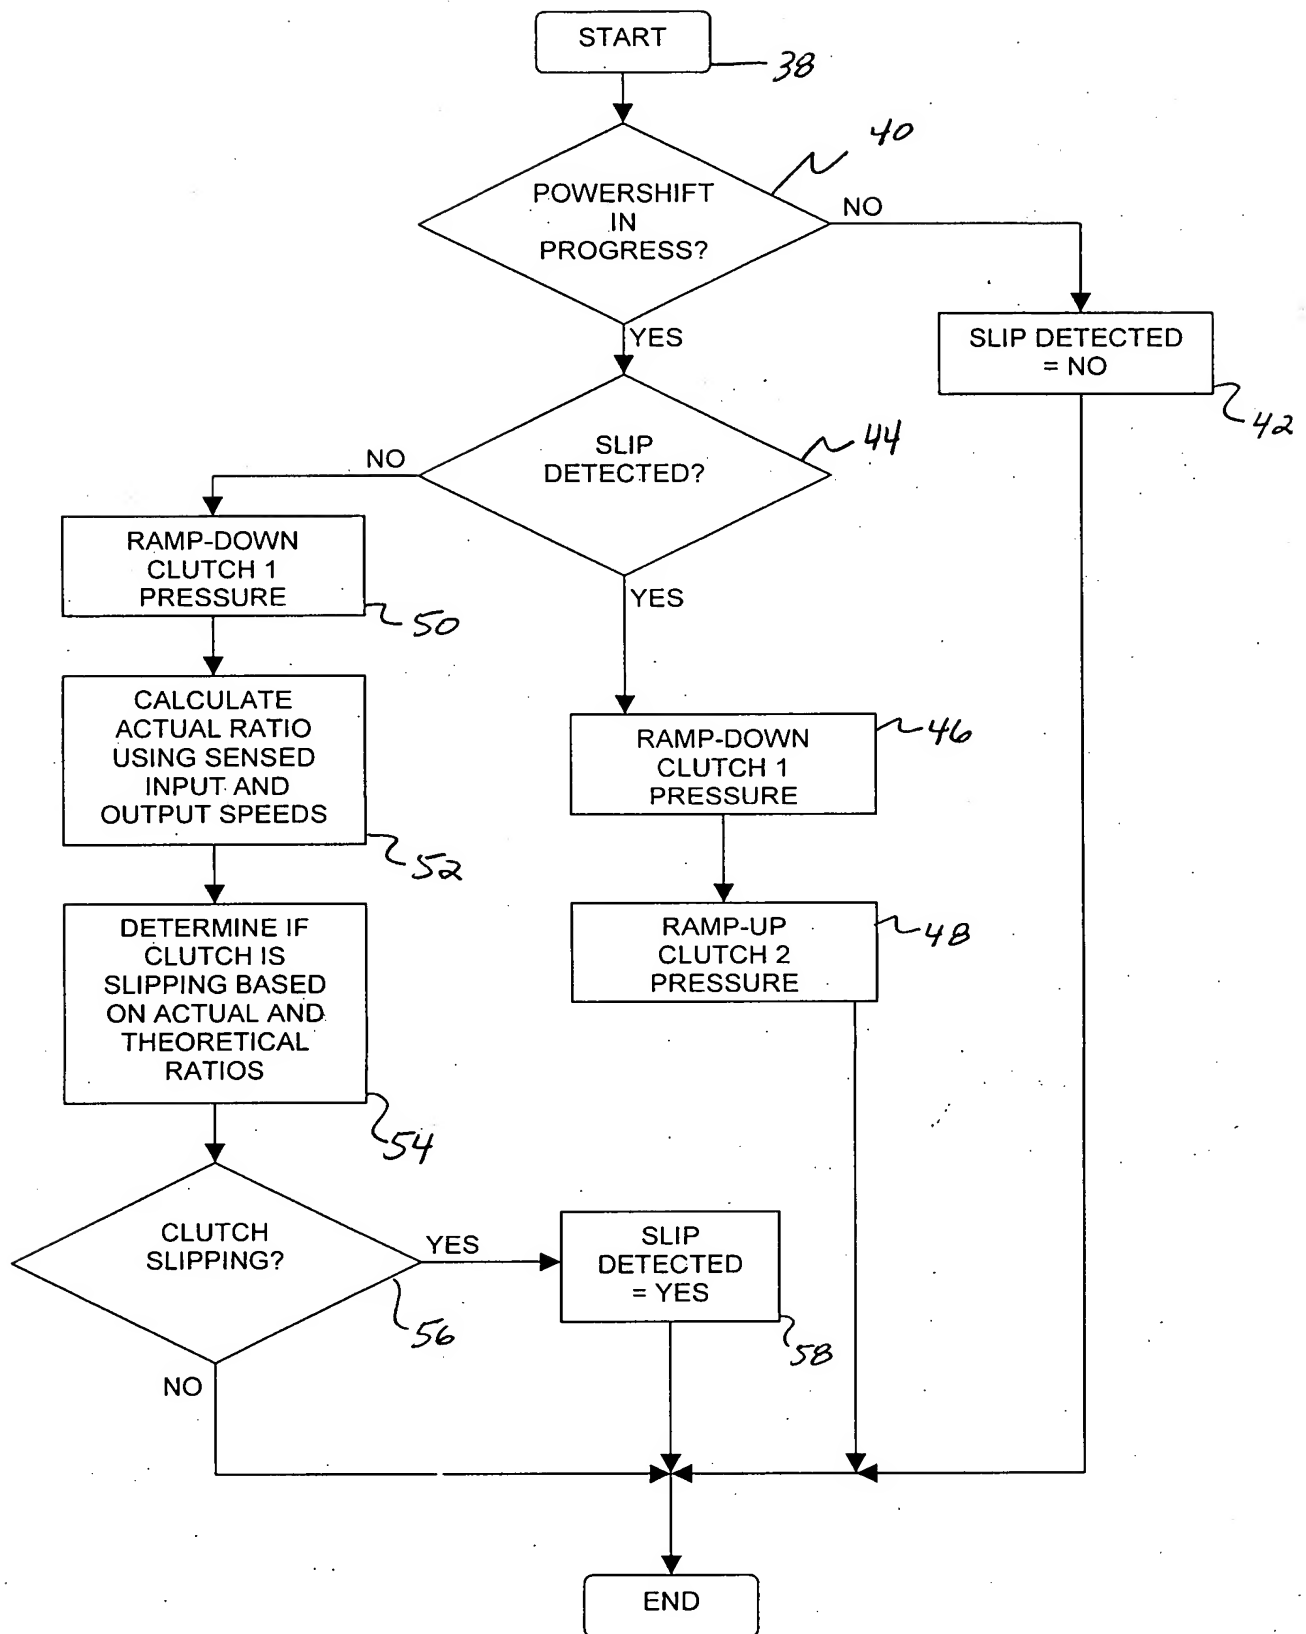 START
38
40
POWERSHIFT
IN
PROGRESS?
NO
YES
SLIP DETECTED
= NO
42
SLIP
DETECTED?
44
NO
YES
RAMP-DOWN
CLUTCH 1
PRESSURE
50
CALCULATE
ACTUAL RATIO
USING SENSED
INPUT AND
OUTPUT SPEEDS
52
RAMP-DOWN
CLUTCH 1
PRESSURE
46
RAMP-UP
CLUTCH 2
PRESSURE
48
DETERMINE IF
CLUTCH IS
SLIPPING BASED
ON ACTUAL AND
THEORETICAL
RATIOS
54
CLUTCH
SLIPPING?
YES
56
NO
SLIP
DETECTED
= YES
58
END